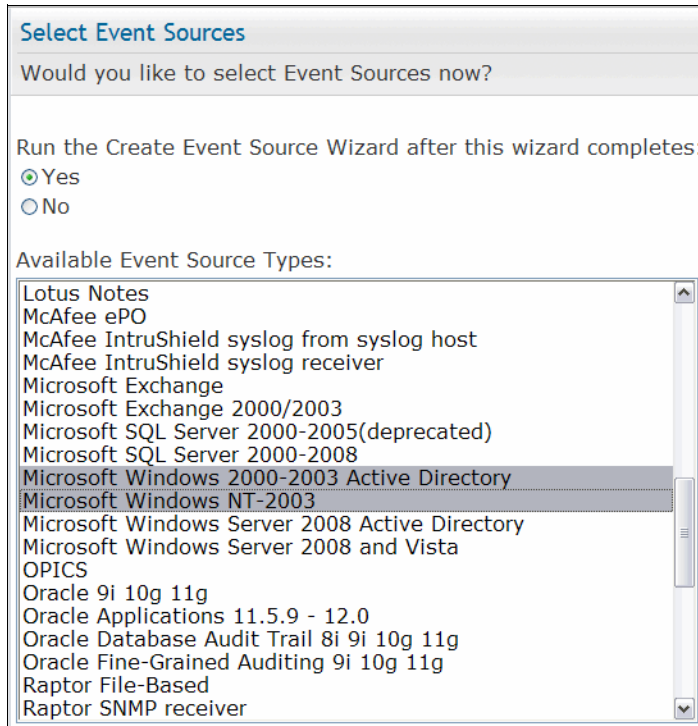 Select Event Sources
Would you like to select Event Sources now?
Run the Create Event Source Wizard after this wizard completes:
Yes
No
Available Event Source Types:
Lotus Notes
McAfee ePO
McAfee IntruShield syslog from syslog host
McAfee IntruShield syslog receiver
Microsoft Exchange
Microsoft Exchange 2000/2003
Microsoft SQL Server 2000-2005(deprecated)
Microsoft SQL Server 2000-2008
Microsoft Windows 2000-2003 Active Directory
Microsoft Windows NT-2003
Microsoft Windows Server 2008 Active Directory
Microsoft Windows Server 2008 and Vista
OPICS
Oracle 9i 10g 11g
Oracle Applications 11.5.9 - 12.0
Oracle Database Audit Trail 8i 9i 10g 11g
Oracle Fine-Grained Auditing 9i 10g 11g
Raptor File-Based
Raptor SNMP receiver